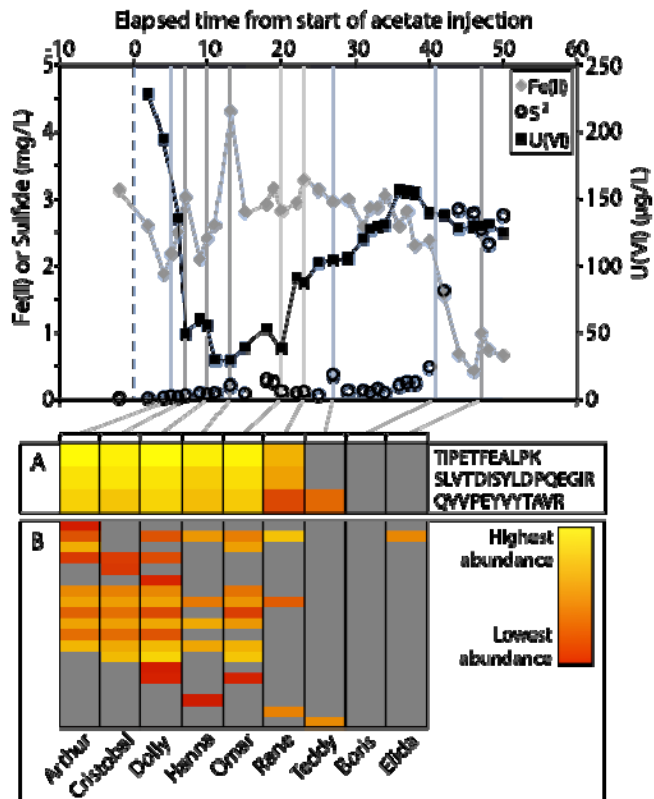 Elapsed time from start of acetate injection
-10 0 10 20 30 40 50 60
5 250
4 200
3 150
2 100
1 50
0 0
Fe(II) or Sulfide (mg/L)
U(VI) (µg/L)
Fe(II)
S²
U(VI)
A
TIPETFEALPK
SLVTDISYLDPQEGIR
QVVPEYVYTAVR
B
Highest
abundance
Lowest
abundance
Arthur Cristobal Dolly Hanna Omar Rene Teddy Boris Elida